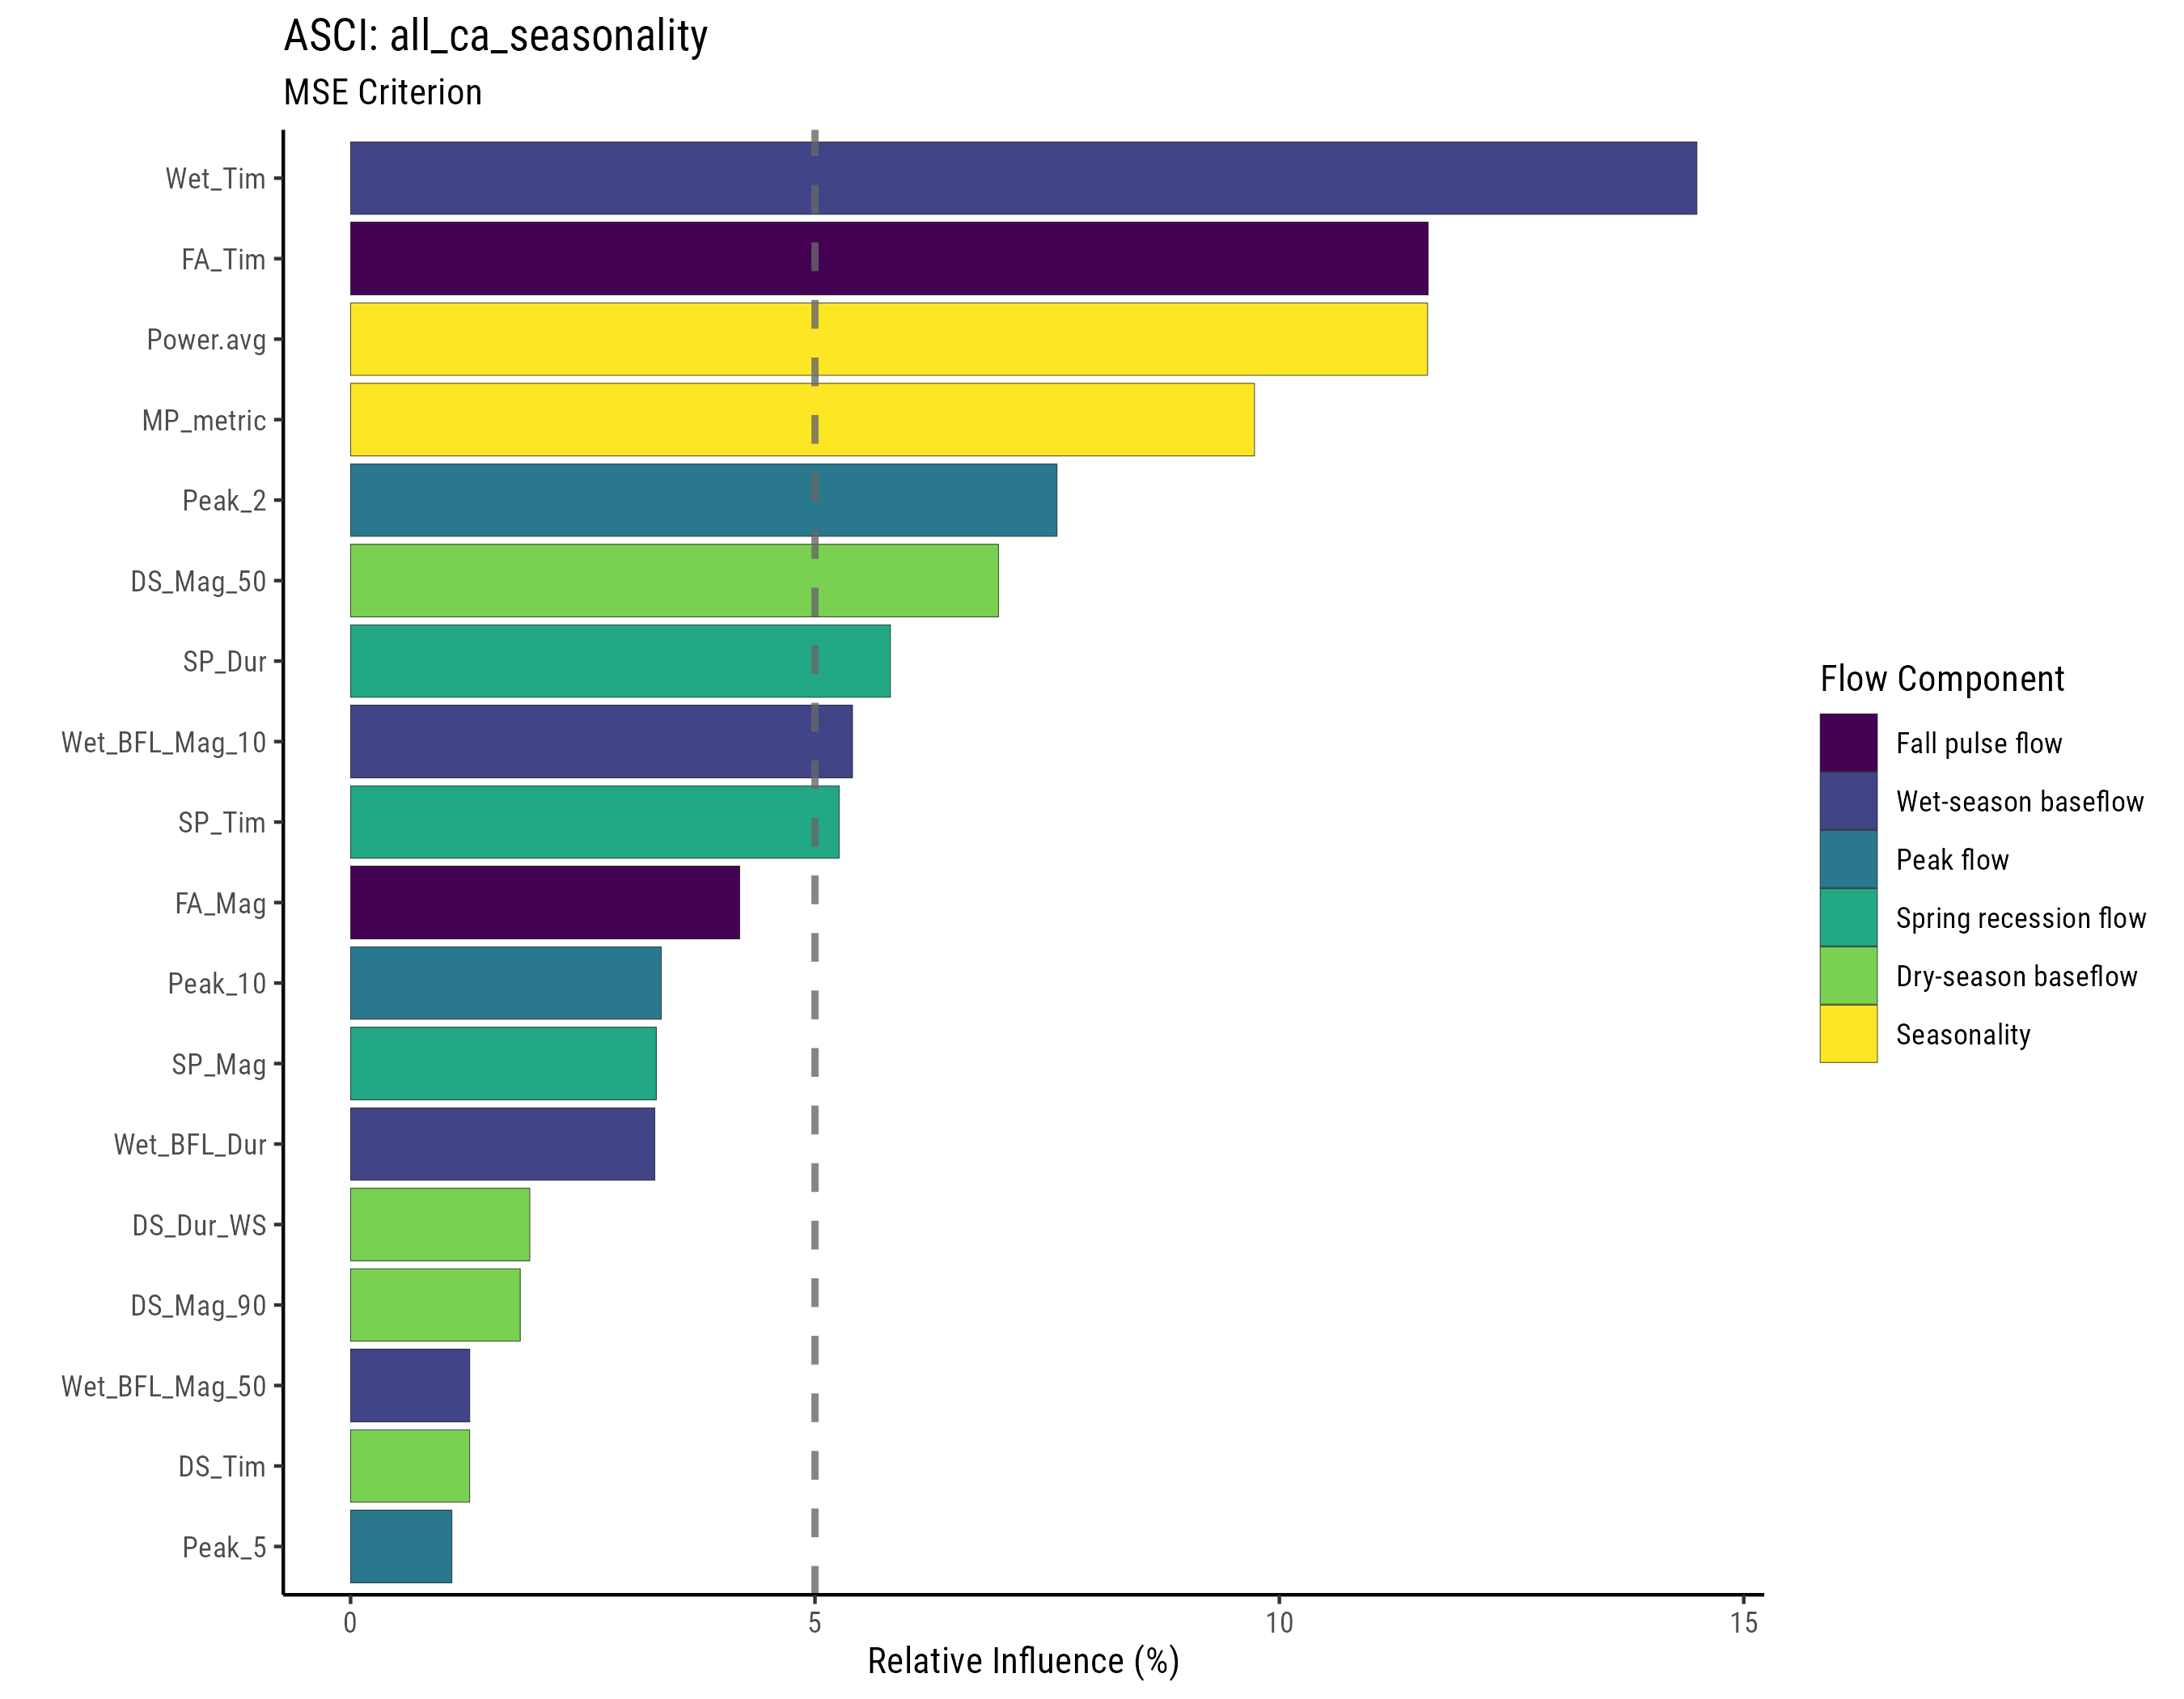 ASCI: all_ca_seasonality
MSE Criterion
Wet_Tim
FA_Tim
Power.avg
MP_metric
Peak_2
DS_Mag_50
SP_Dur
Wet_BFL_Mag_10
SP_Tim
FA_Mag
Peak_10
SP_Mag
Wet_BFL_Dur
DS_Dur_WS
DS_Mag_90
Wet_BFL_Mag_50
DS_Tim
Peak_5
0 5 10 15
Relative Influence (%)
Flow Component
Fall pulse flow
Wet-season baseflow
Peak flow
Spring recession flow
Dry-season baseflow
Seasonality